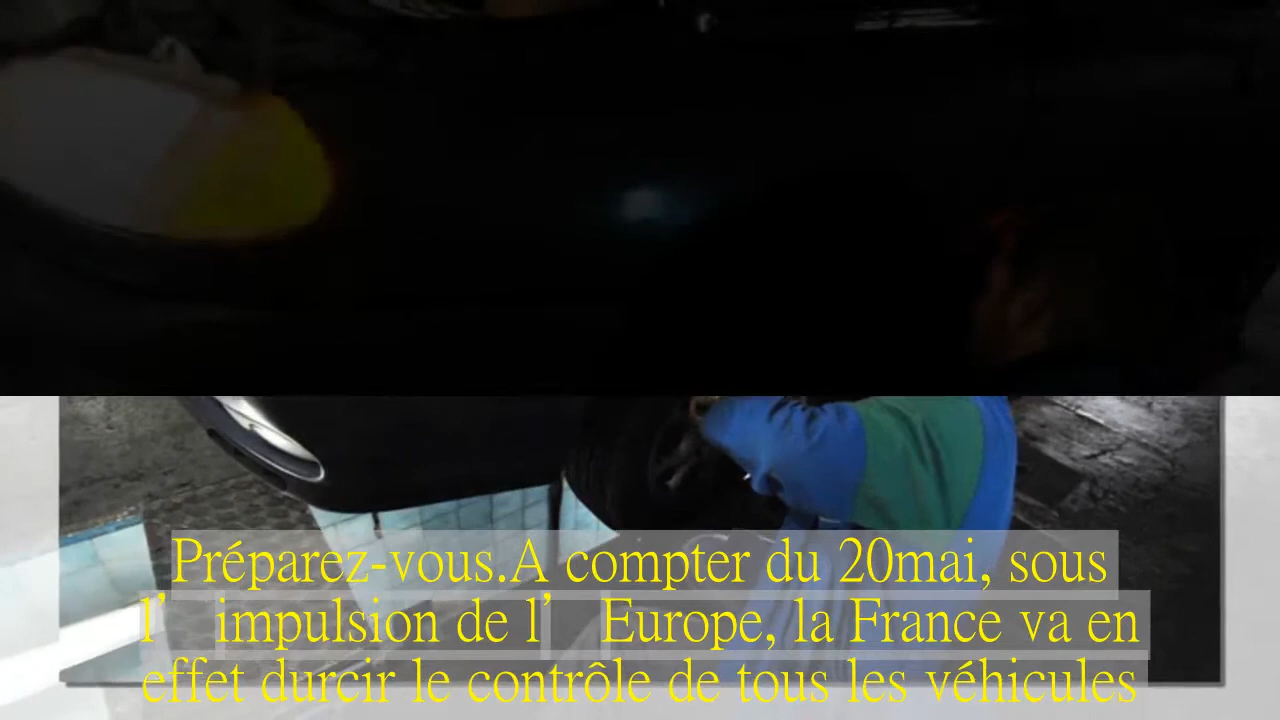 Préparez-vous.A compter du 20mai, sous
l’ impulsion de l’ Europe, la France va en
effet durcir le contrôle de tous les véhicules